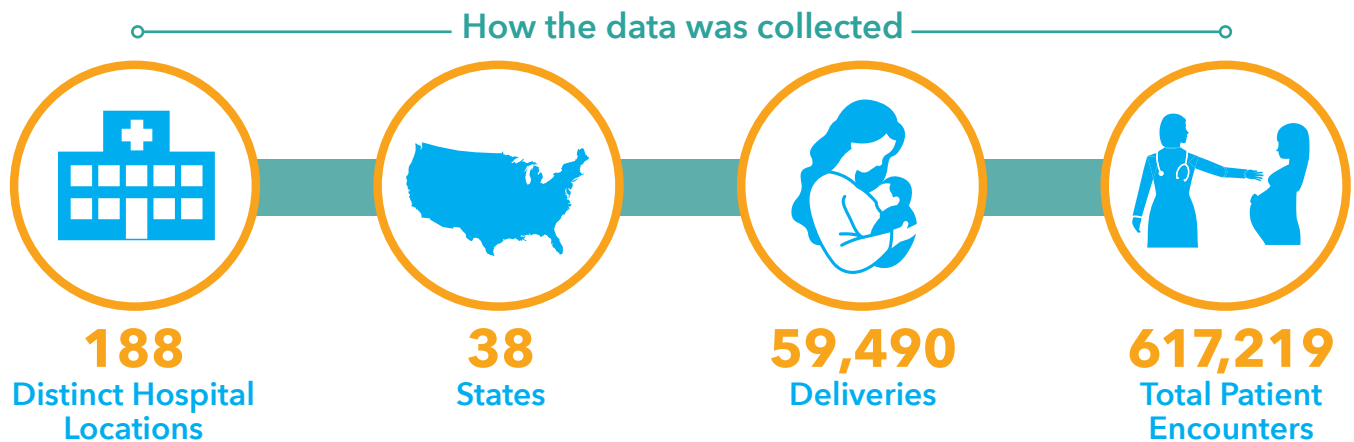 How the data was collected
188
Distinct Hospital
Locations
38
States
59,490
Deliveries
617,219
Total Patient
Encounters